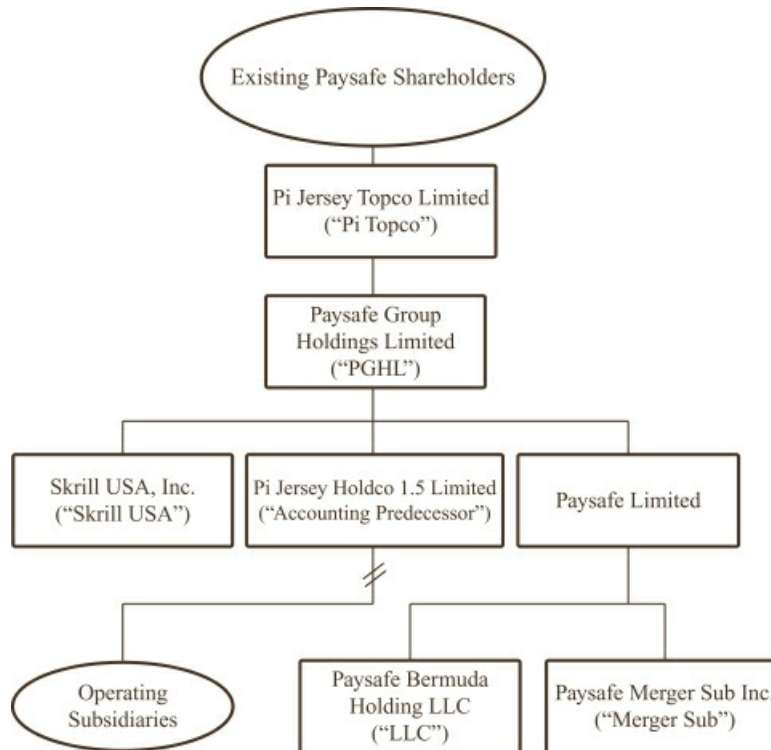 Existing Paysafe Shareholders
Pi Jersey Topco Limited
(“Pi Topco”)
Paysafe Group
Holdings Limited
(“PGHL”)
Skrill USA, Inc.
(“Skrill USA”)
Pi Jersey Holdco 1.5 Limited
(“Accounting Predecessor”)
Paysafe Limited
Operating
Subsidiaries
Paysafe Bermuda
Holding LLC
(“LLC”)
Paysafe Merger Sub Inc.
(“Merger Sub”)